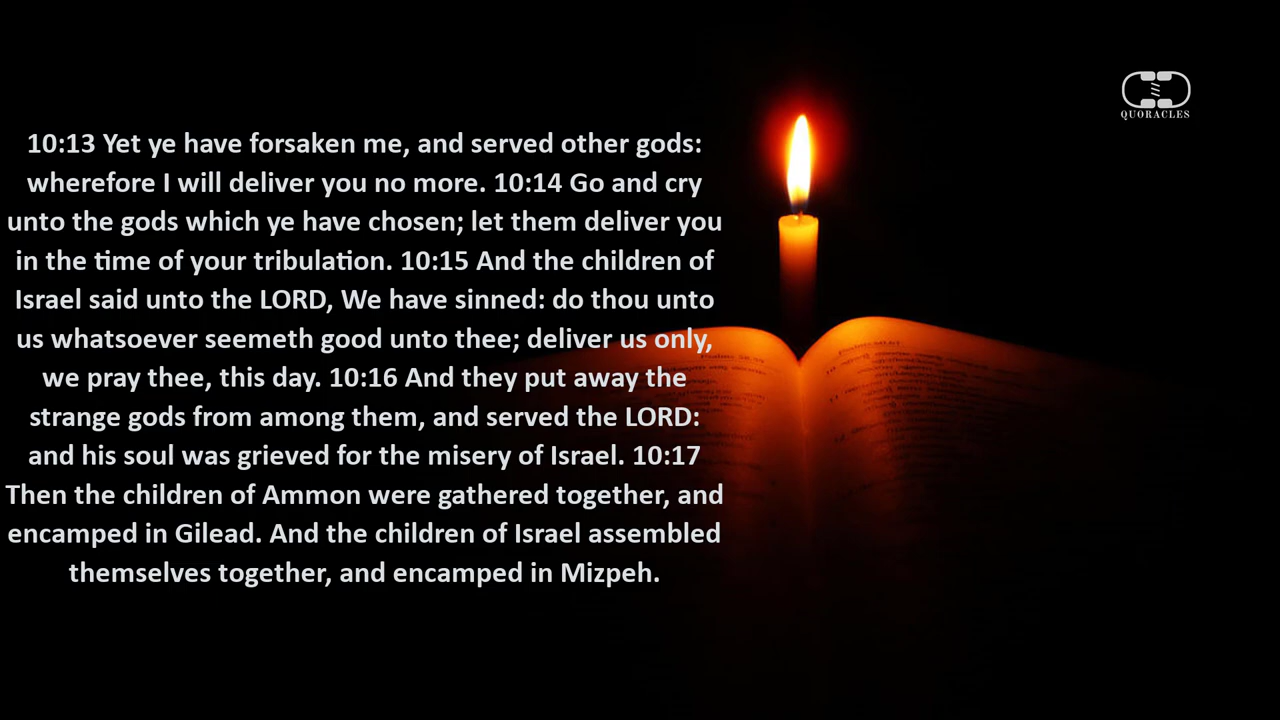 QUORACLES
10:13 Yet ye have forsaken me, and served other gods:
wherefore I will deliver you no more. 10:14 Go and cry
unto the gods which ye have chosen; let them deliver you
in the time of your tribulation. 10:15 And the children of
Israel said unto the LORD, We have sinned: do thou unto
us whatsoever seemeth good unto thee; deliver us only,
we pray thee, this day. 10:16 And they put away the
strange gods from among them, and served the LORD:
and his soul was grieved for the misery of Israel. 10:17
Then the children of Ammon were gathered together, and
encamped in Gilead. And the children of Israel assembled
themselves together, and encamped in Mizpeh.